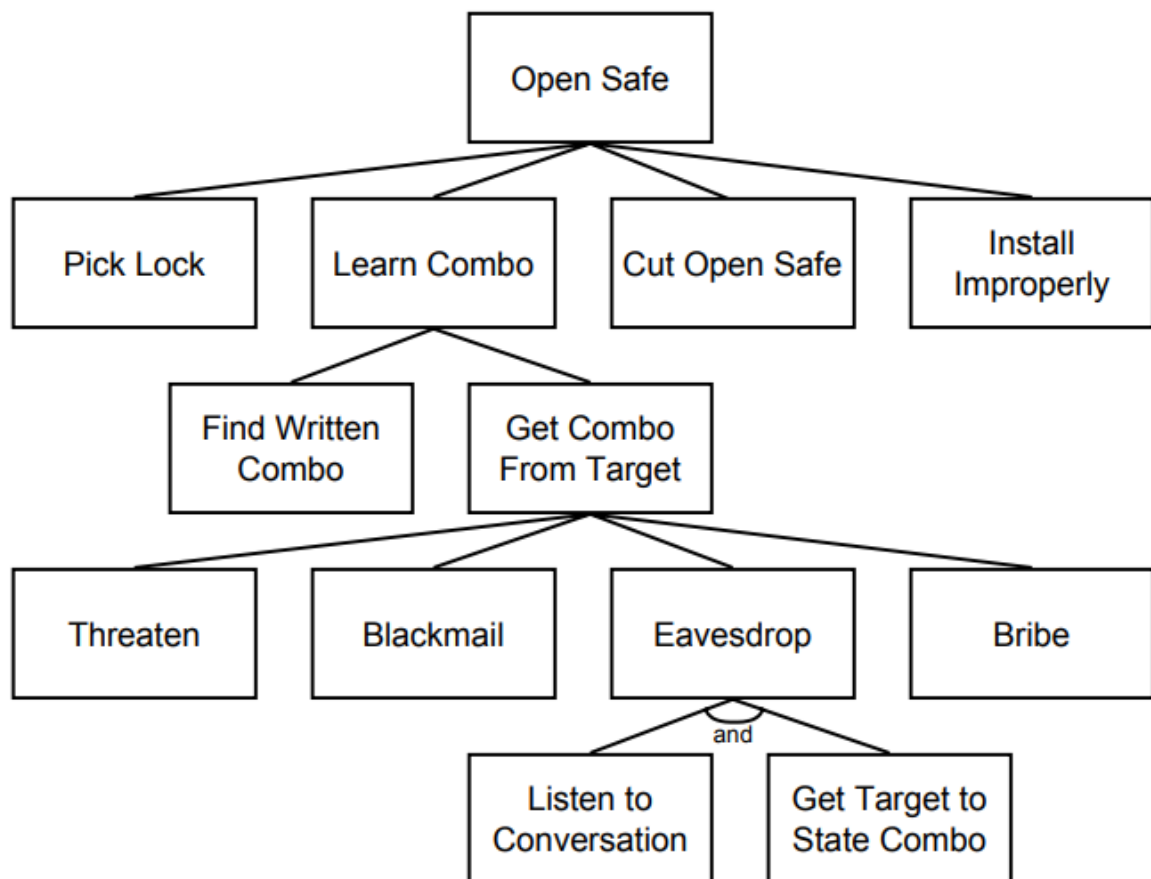 Open Safe
Pick Lock
Learn Combo
Cut Open Safe
Install
Improperly
Find Written
Combo
Get Combo
From Target
Threaten
Blackmail
Eavesdrop
Bribe
and
Listen to
Conversation
Get Target to
State Combo